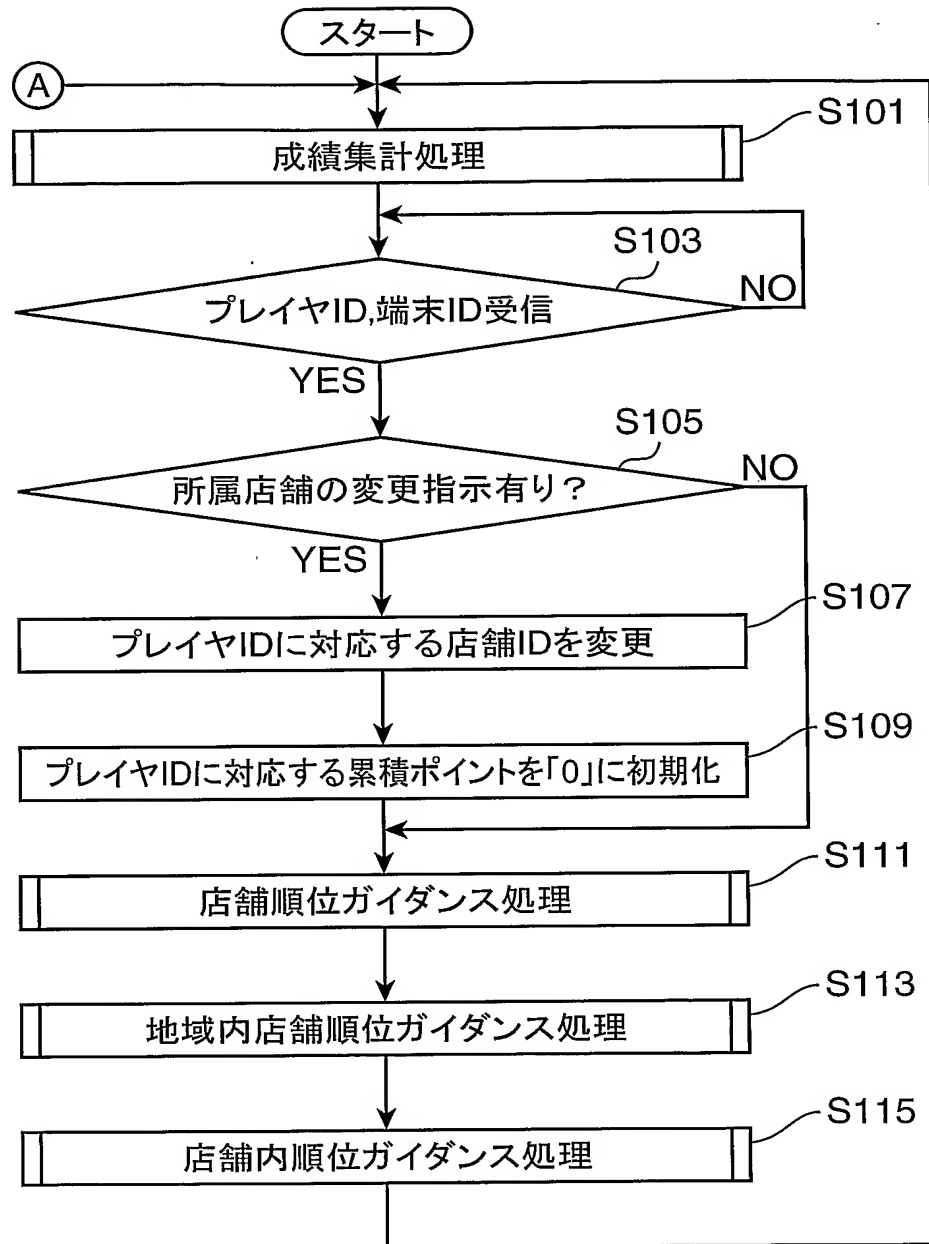 スタート
A
S101
成績集計処理
S103
プレイヤID,端末ID受信
NO
YES
S105
所属店舗の変更指示有り?
NO
YES
S107
プレイヤIDに対応する店舗IDを変更
S109
プレイヤIDに対応する累積ポイントを「0」に初期化
S111
店舗順位ガイダンス処理
S113
地域内店舗順位ガイダンス処理
S115
店舗内順位ガイダンス処理